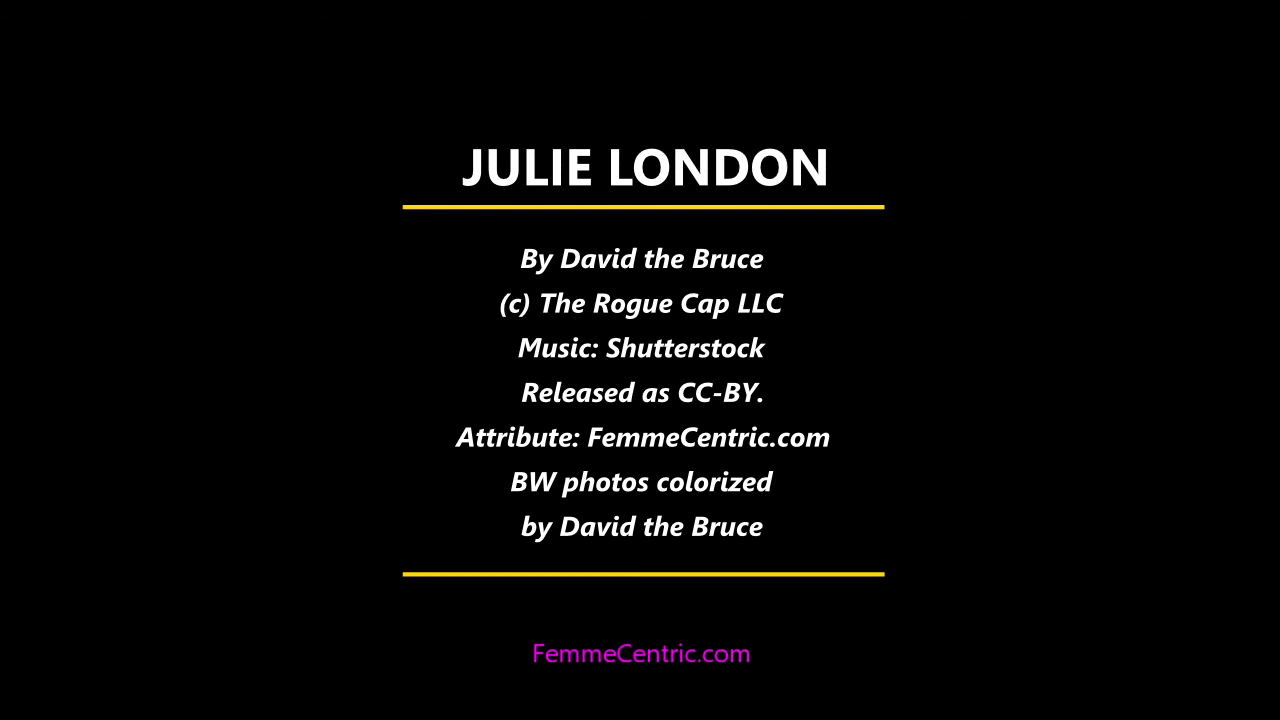 JULIE LONDON
By David the Bruce
(c) The Rogue Cap LLC
Music: Shutterstock
Released as CC-BY.
Attribute: FemmeCentric.com
BW photos colorized
by David the Bruce
FemmeCentric.com